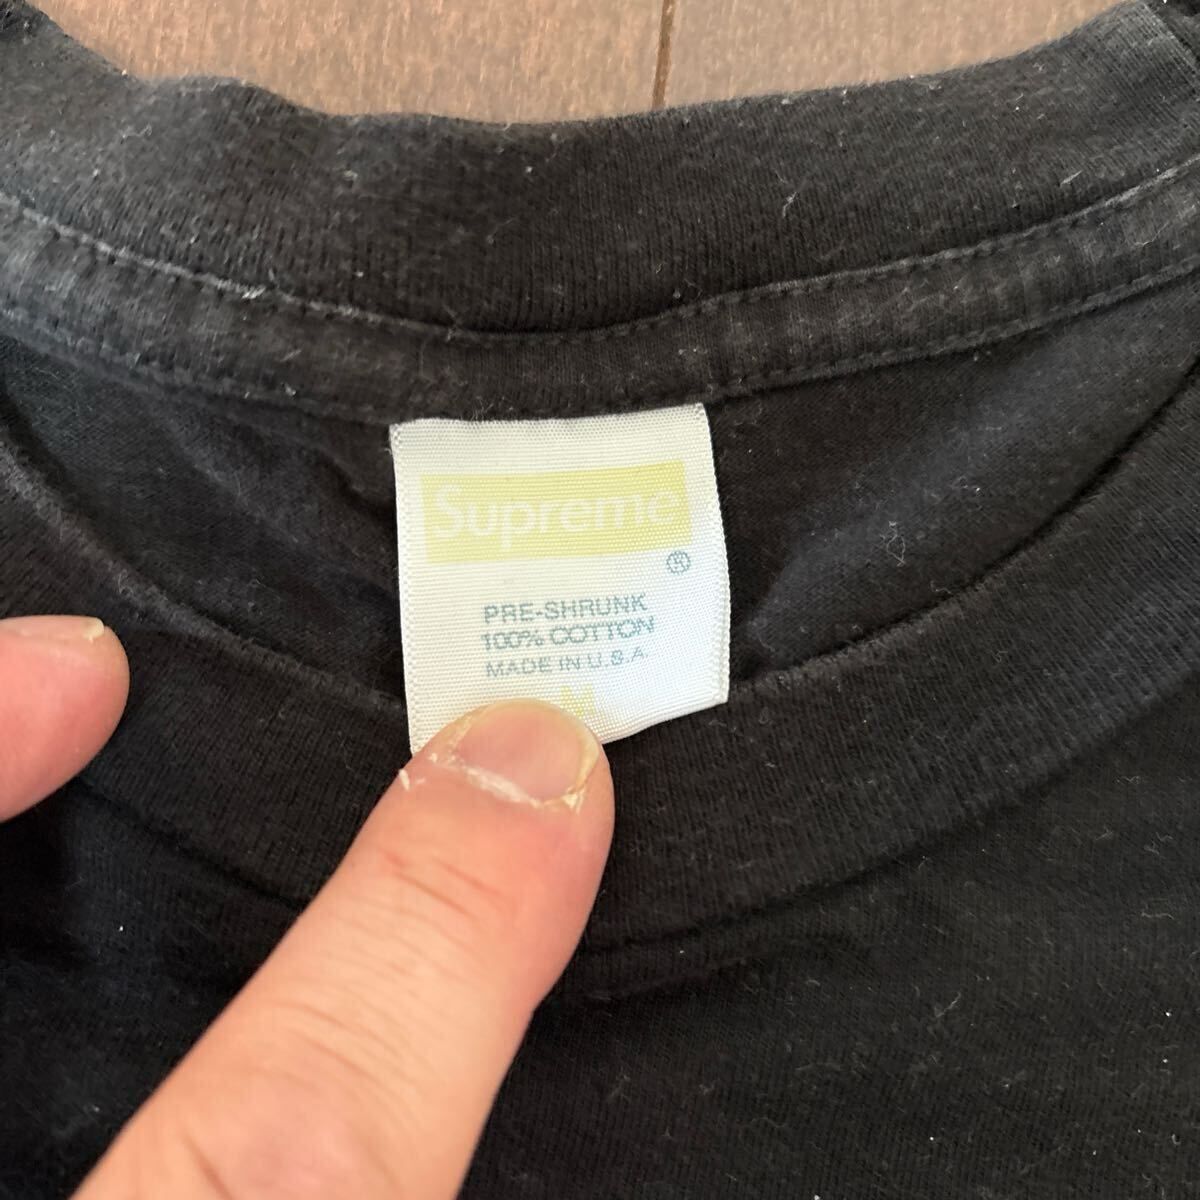 Supreme
®
PRE-SHRUNK
100% COTTON
MADE IN U.S.A.
M